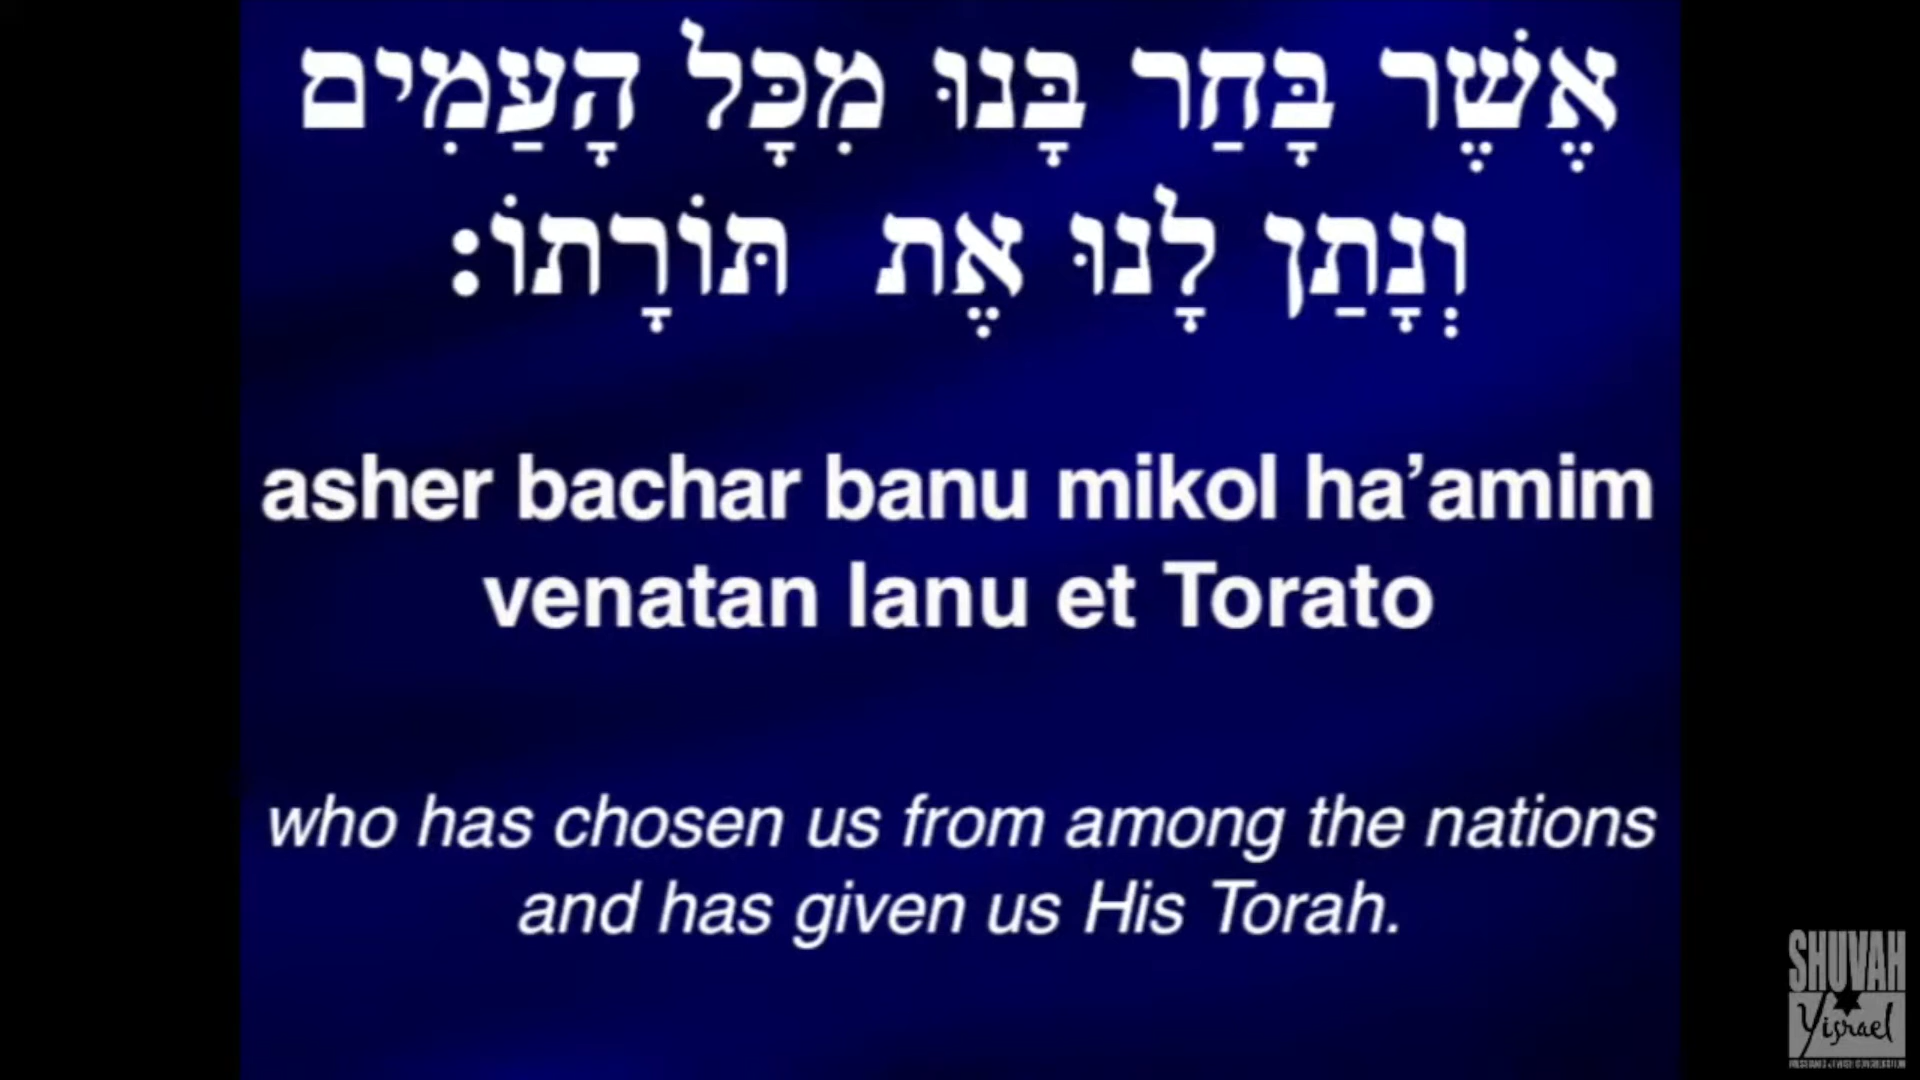 אֲשֶׁר בָּחַר בָּנוּ מִכָּל הָעַמִים
וְנָתַן לָנוּ אֶת תּוֹרָתוֹ:
asher bachar banu mikol ha’amim
venatan lanu et Torato
who has chosen us from among the nations
and has given us His Torah.
SHUVAH
Yisrael